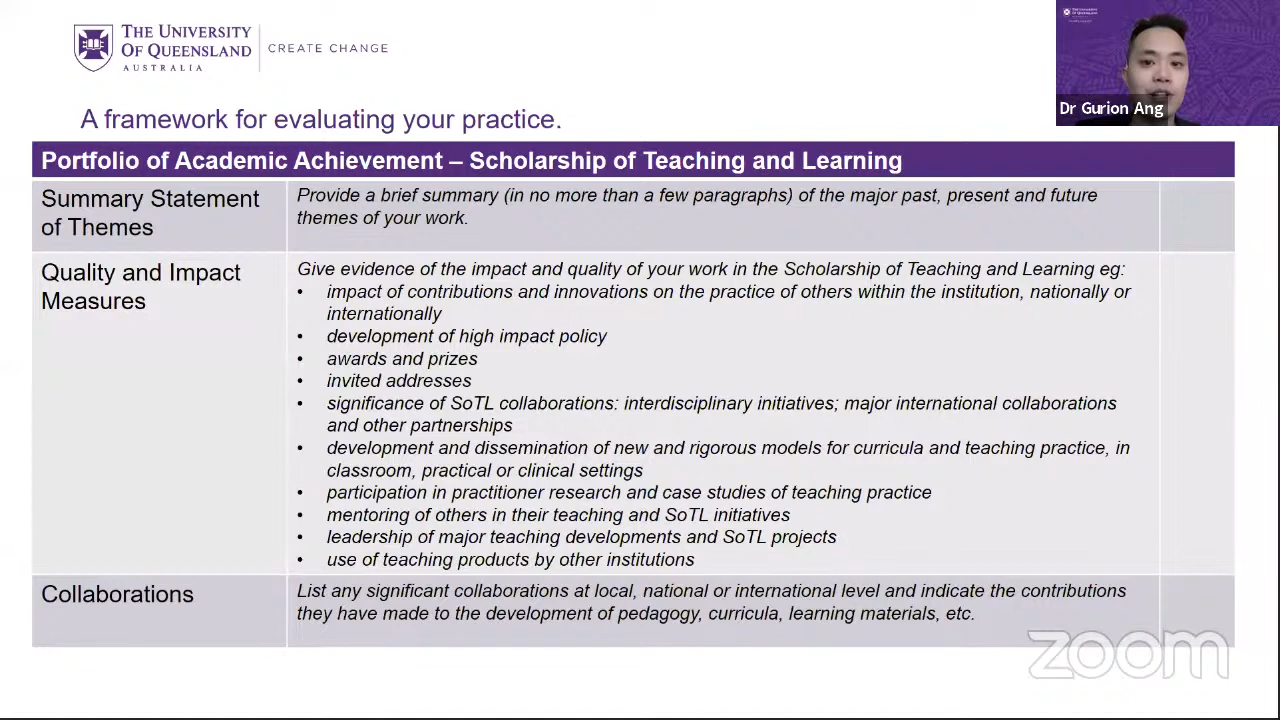 THE UNIVERSITY
OF QUEENSLAND
AUSTRALIA
CREATE CHANGE
Dr Gurion Ang
A framework for evaluating your practice.
Portfolio of Academic Achievement – Scholarship of Teaching and Learning
Summary Statement
of Themes
Provide a brief summary (in no more than a few paragraphs) of the major past, present and future
themes of your work.
Quality and Impact
Measures
Give evidence of the impact and quality of your work in the Scholarship of Teaching and Learning eg:
• impact of contributions and innovations on the practice of others within the institution, nationally or
internationally
• development of high impact policy
• awards and prizes
• invited addresses
• significance of SoTL collaborations: interdisciplinary initiatives; major international collaborations
and other partnerships
• development and dissemination of new and rigorous models for curricula and teaching practice, in
classroom, practical or clinical settings
• participation in practitioner research and case studies of teaching practice
• mentoring of others in their teaching and SoTL initiatives
• leadership of major teaching developments and SoTL projects
• use of teaching products by other institutions
Collaborations
List any significant collaborations at local, national or international level and indicate the contributions
they have made to the development of pedagogy, curricula, learning materials, etc.
zoom